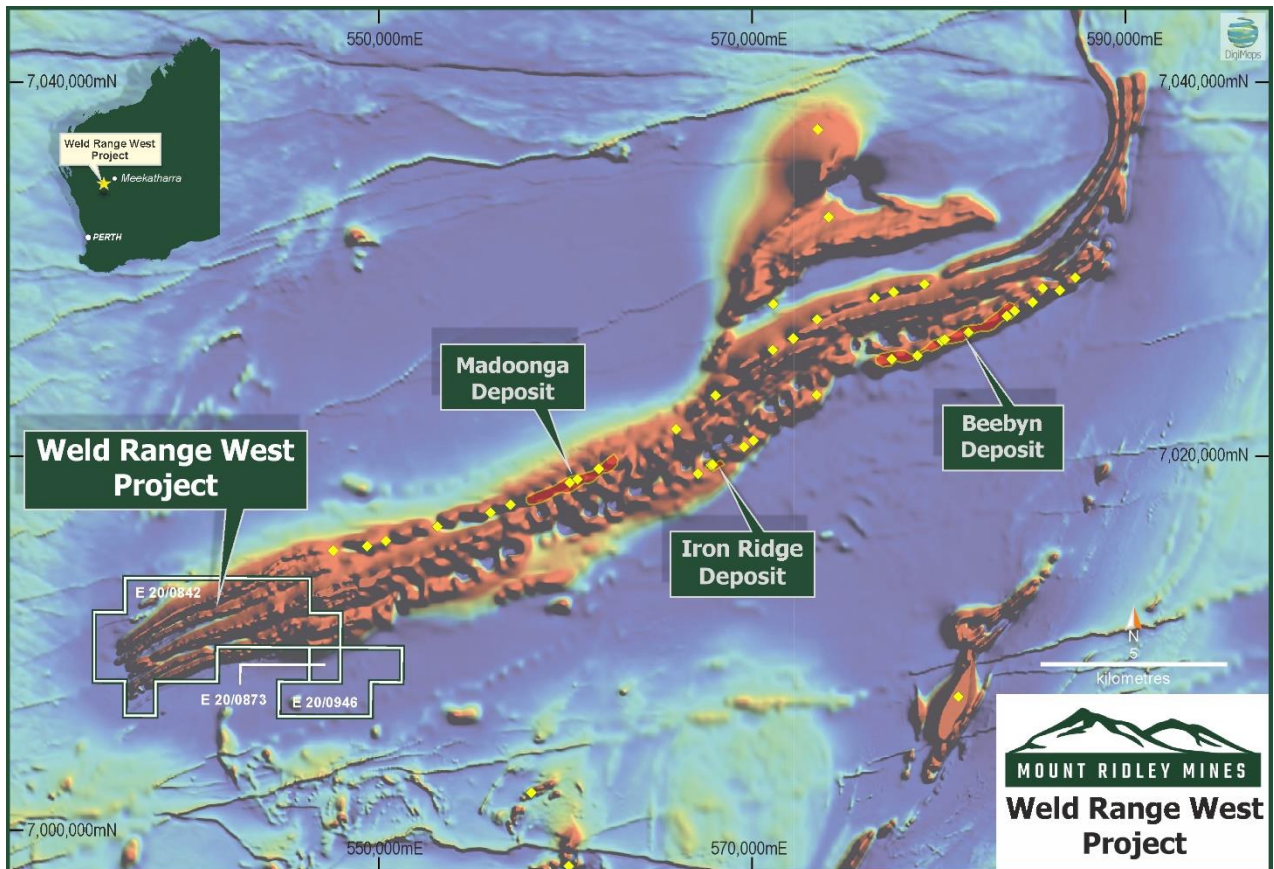 550,000mE
570,000mE
590,000mE
DigiMaps
7,040,000mN
7,040,000mN
Weld Range West
Project
Meekatharra
PERTH
Madoonga
Deposit
Weld Range West
Project
Beebyn
Deposit
7,020,000mN
Iron Ridge
Deposit
E 20/0842
E 20/0873
E 20/0946
N
5
kilometres
MOUNT RIDLEY MINES
Weld Range West
Project
7,000,000mN
550,000mE
570,000mE